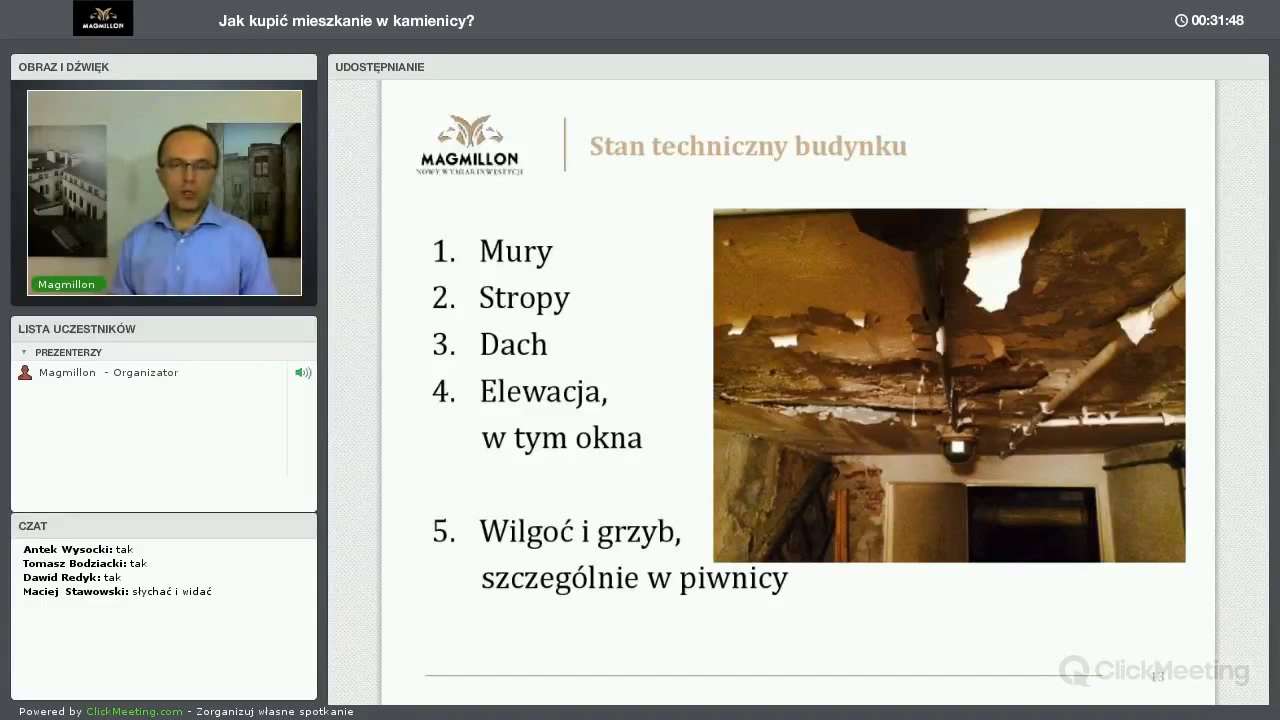 MAGMILLON
Jak kupić mieszkanie w kamienicy?
00:31:48
OBRAZ I DŹWIĘK
Magmillon
LISTA UCZESTNIKÓW
PREZENTERZY
Magmillon - Organizator
CZAT
Antek Wysocki: tak
Tomasz Bodziacki: tak
Dawid Redyk: tak
Maciej Stawowski: słychać i widać
UDOSTĘPNIANIE
MAGMILLON
NOWY WYMIAR INWESTYCJI
Stan techniczny budynku
1. Mury
2. Stropy
3. Dach
4. Elewacja,
w tym okna
5. Wilgoć i grzyb,
szczególnie w piwnicy
ClickMeeting
13
Powered by ClickMeeting.com - Zorganizuj własne spotkanie